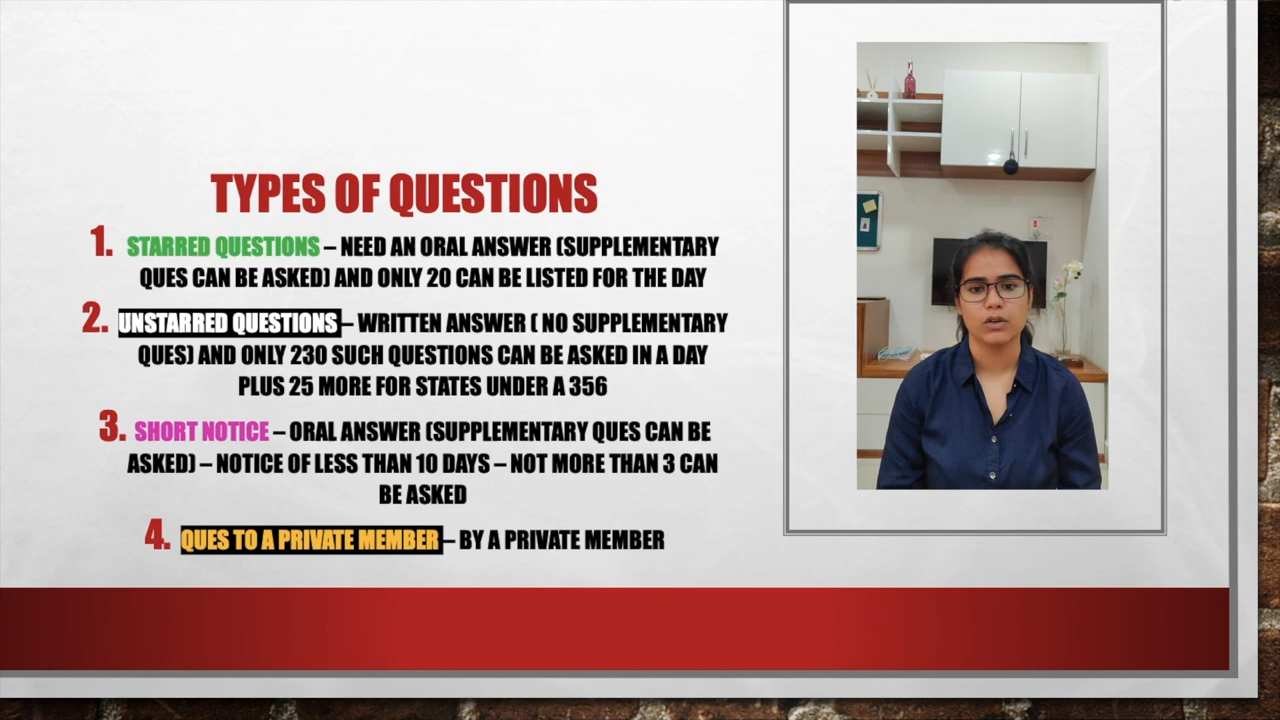 TYPES OF QUESTIONS
1. STARRED QUESTIONS – NEED AN ORAL ANSWER (SUPPLEMENTARY
QUES CAN BE ASKED) AND ONLY 20 CAN BE LISTED FOR THE DAY
2. UNSTARRED QUESTIONS – WRITTEN ANSWER ( NO SUPPLEMENTARY
QUES) AND ONLY 230 SUCH QUESTIONS CAN BE ASKED IN A DAY
PLUS 25 MORE FOR STATES UNDER A 356
3. SHORT NOTICE – ORAL ANSWER (SUPPLEMENTARY QUES CAN BE
ASKED) – NOTICE OF LESS THAN 10 DAYS – NOT MORE THAN 3 CAN
BE ASKED
4. QUES TO A PRIVATE MEMBER – BY A PRIVATE MEMBER